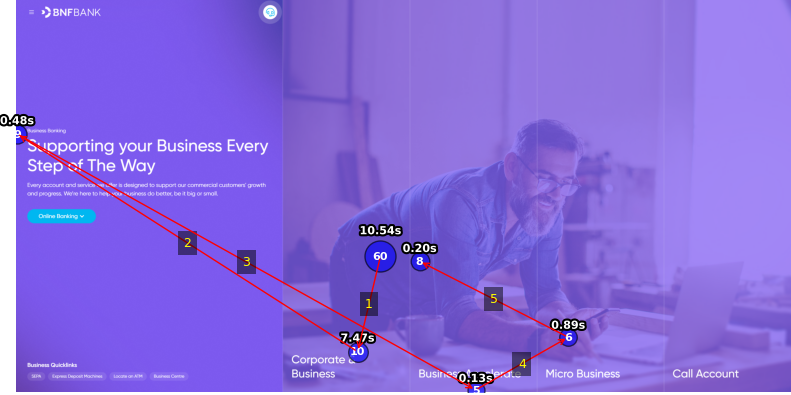 BNFBANK
Business Banking
Supporting your Business Every
Step of The Way
Every account and service we offer is designed to support our commercial customers' growth
and progress. We're here to help your business do better, be it big or small.
Online Banking
Business Quicklinks
SEPA Express Deposit Machines Locate an ATM Business Centre
Corporate &
Business
Business Accelerate
Micro Business
Call Account
0.48s
9
2
3
10.54s
60
0.20s
8
1
5
7.47s
10
0.89s
6
4
0.13s
5